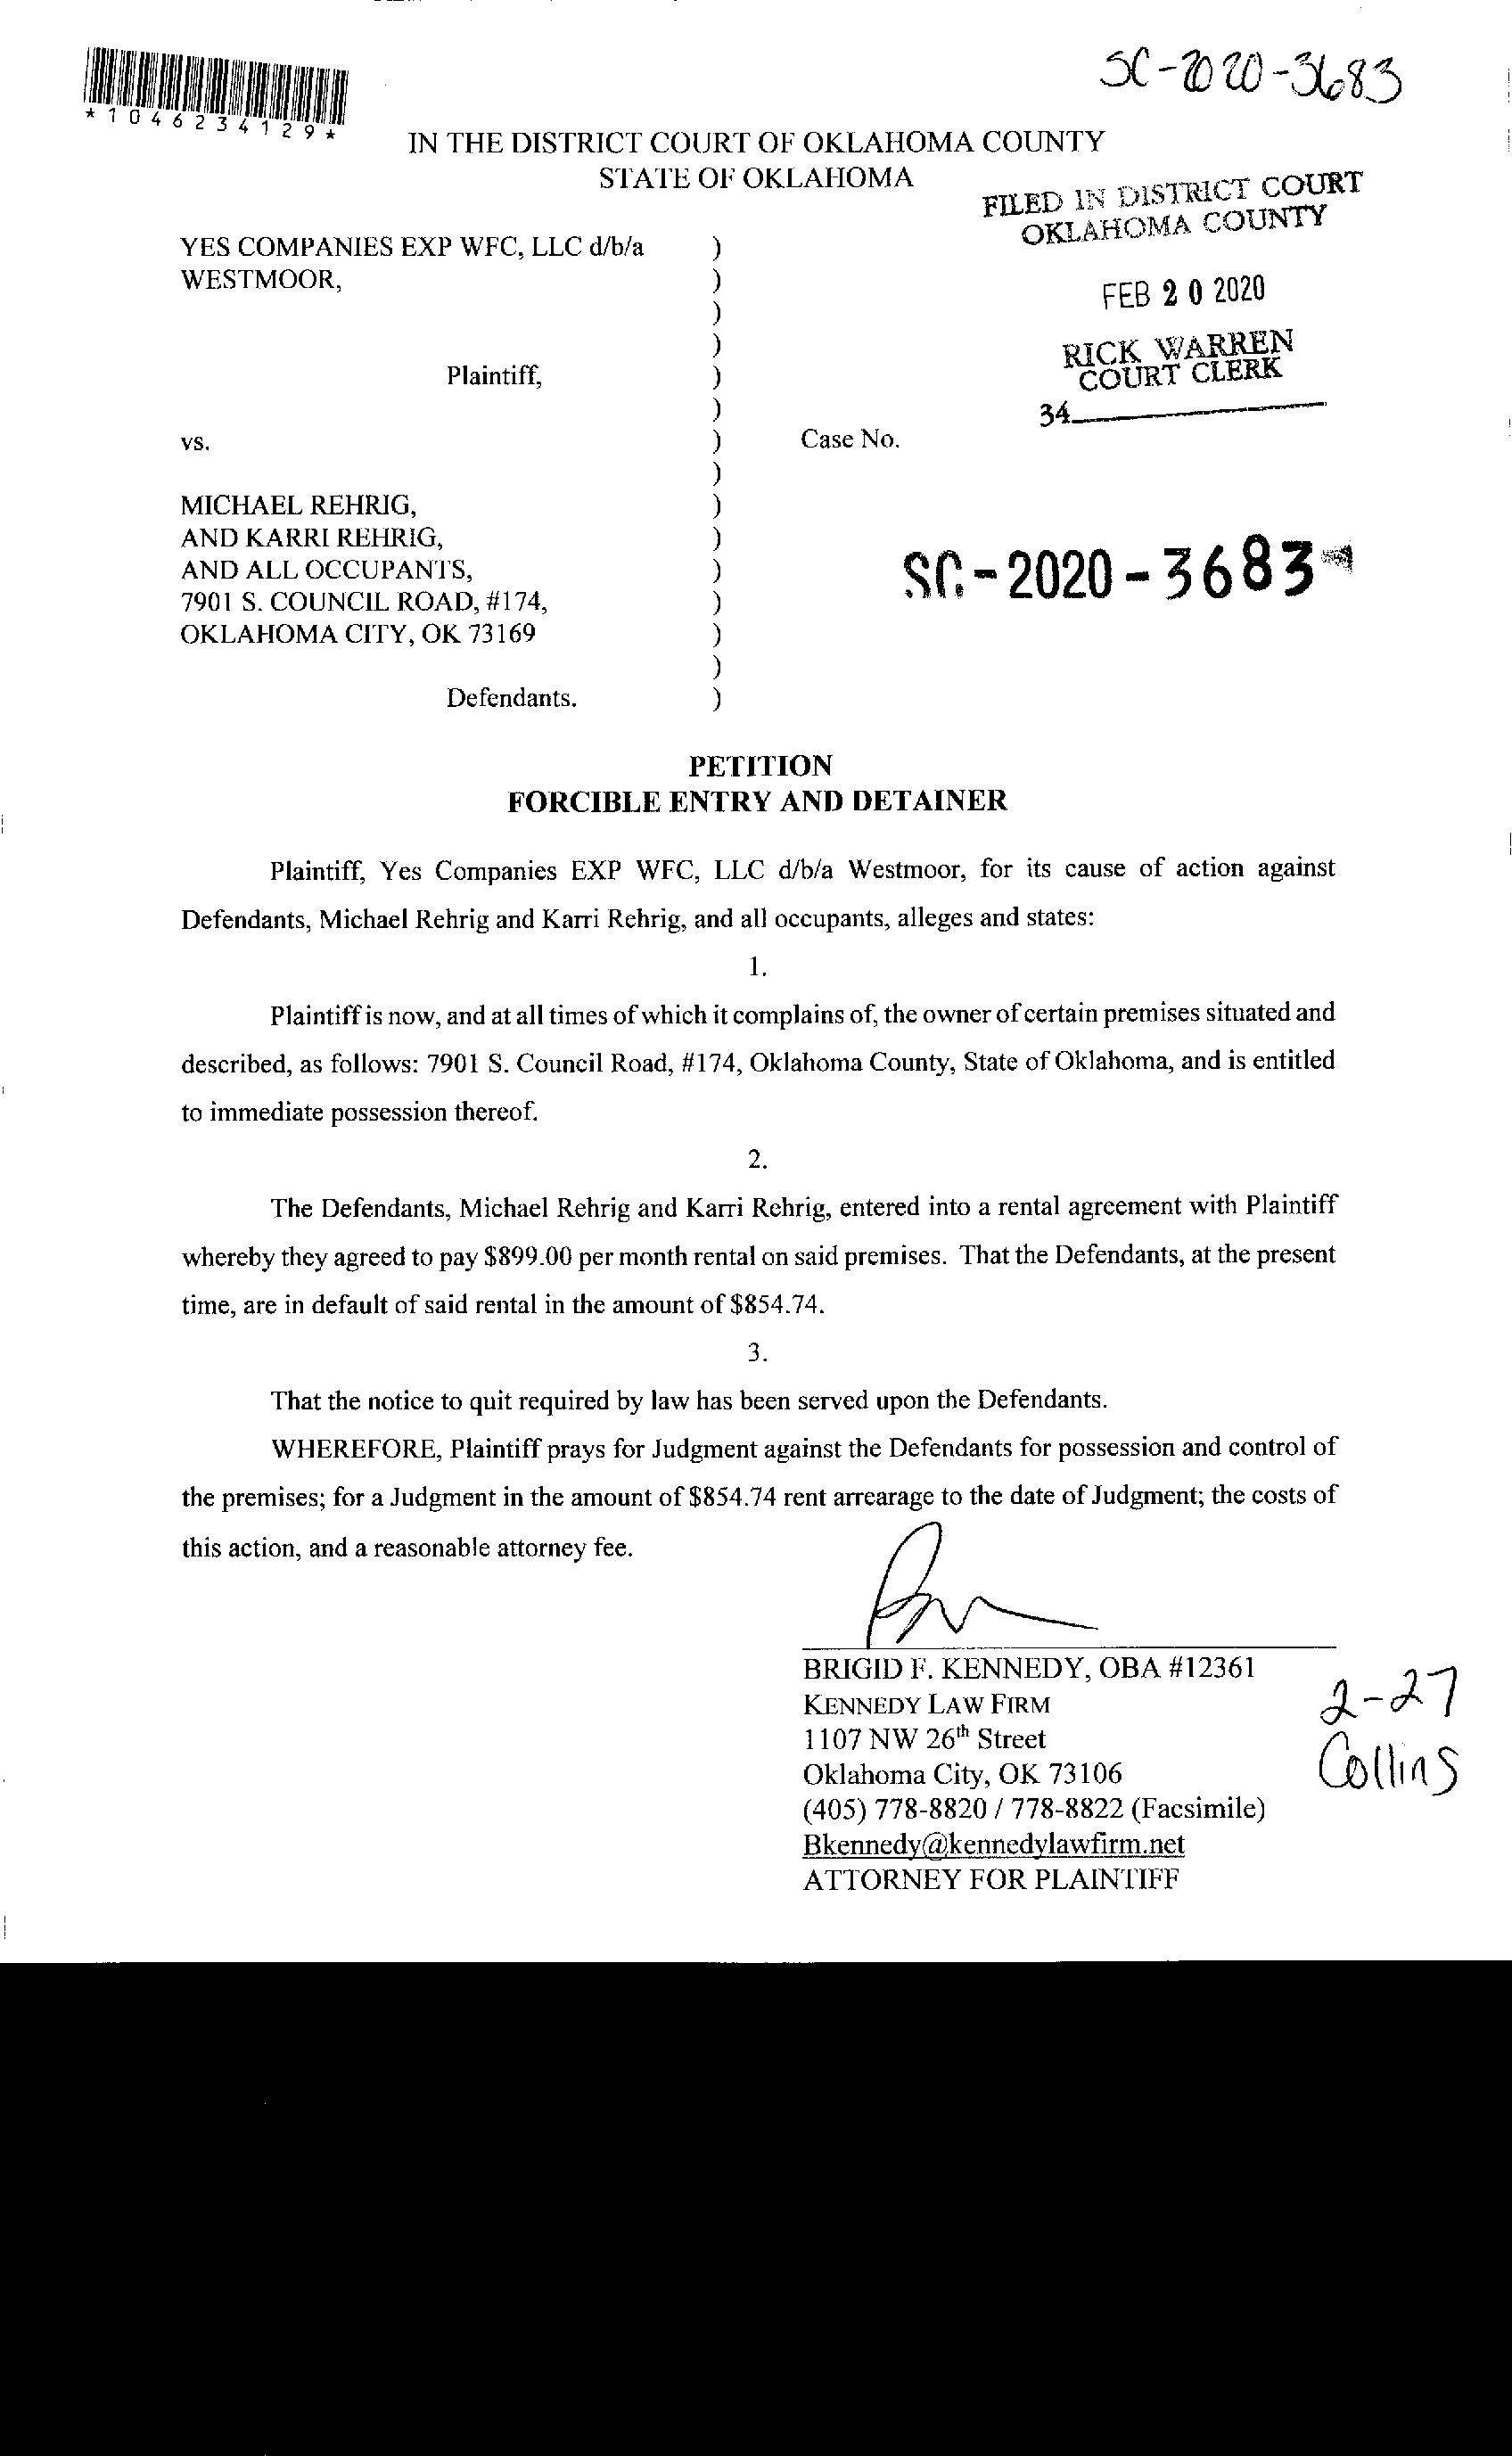 SC-2020-3683
*1046234129*
IN THE DISTRICT COURT OF OKLAHOMA COUNTY
STATE OF OKLAHOMA
FILED IN DISTRICT COURT
OKLAHOMA COUNTY
FEB 20 2020
RICK WARREN
COURT CLERK
34
YES COMPANIES EXP WFC, LLC d/b/a )
WESTMOOR, )
)
)
Plaintiff, )
)
vs. ) Case No.
)
MICHAEL REHRIG, )
AND KARRI REHRIG, )
AND ALL OCCUPANTS, ) SC-2020-3683
7901 S. COUNCIL ROAD, #174, )
OKLAHOMA CITY, OK 73169 )
)
Defendants. )
PETITION
FORCIBLE ENTRY AND DETAINER
Plaintiff, Yes Companies EXP WFC, LLC d/b/a Westmoor, for its cause of action against
Defendants, Michael Rehrig and Karri Rehrig, and all occupants, alleges and states:
1.
Plaintiff is now, and at all times of which it complains of, the owner of certain premises situated and
described, as follows: 7901 S. Council Road, #174, Oklahoma County, State of Oklahoma, and is entitled
to immediate possession thereof.
2.
The Defendants, Michael Rehrig and Karri Rehrig, entered into a rental agreement with Plaintiff
whereby they agreed to pay $899.00 per month rental on said premises. That the Defendants, at the present
time, are in default of said rental in the amount of $854.74.
3.
That the notice to quit required by law has been served upon the Defendants.
WHEREFORE, Plaintiff prays for Judgment against the Defendants for possession and control of
the premises; for a Judgment in the amount of $854.74 rent arrearage to the date of Judgment; the costs of
this action, and a reasonable attorney fee.
BRIGID F. KENNEDY, OBA #12361
KENNEDY LAW FIRM
1107 NW 26th Street
Oklahoma City, OK 73106
(405) 778-8820 / 778-8822 (Facsimile)
Bkennedy@kennedylawfirm.net
ATTORNEY FOR PLAINTIFF
2-27
Collins